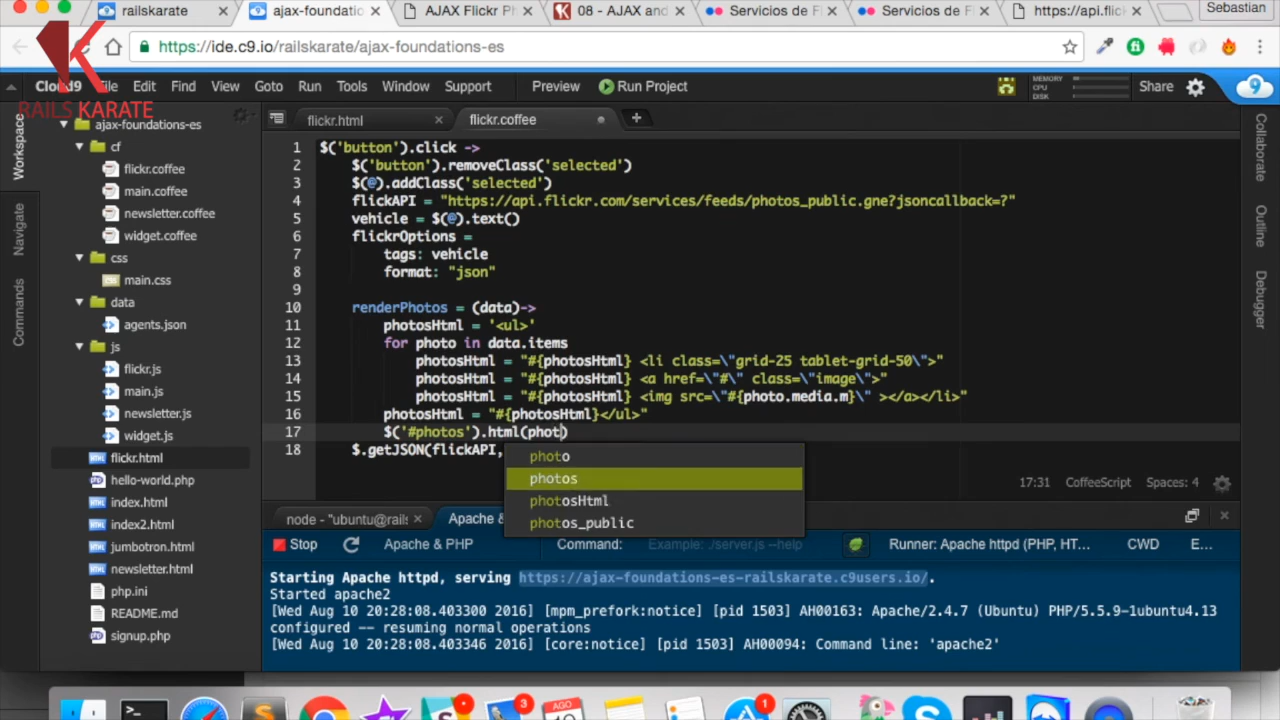 railskarate
ajax-foundatio
AJAX Flickr Ph
08 - AJAX and
Servicios de F
Servicios de F
https://api.flick
Sebastian
https://ide.c9.io/railskarate/ajax-foundations-es
Cloud9 File Edit Find View Goto Run Tools Window Support Preview Run Project
MEMORY
CPU
DISK
Share
RAILS KARATE
Workspace
Navigate
Commands
ajax-foundations-es
cf
flickr.coffee
main.coffee
newsletter.coffee
widget.coffee
css
main.css
data
agents.json
js
flickr.js
main.js
newsletter.js
widget.js
flickr.html
hello-world.php
index.html
index2.html
jumbotron.html
newsletter.html
php.ini
README.md
signup.php
flickr.html
flickr.coffee
1 $('button').click ->
2 $('button').removeClass('selected')
3 $(@).addClass('selected')
4 flickAPI = "https://api.flickr.com/services/feeds/photos_public.gne?jsoncallback=?"
5 vehicle = $(@).text()
6 flickrOptions =
7 tags: vehicle
8 format: "json"
9
10 renderPhotos = (data)->
11 photosHtml = '<ul>'
12 for photo in data.items
13 photosHtml = "#{photosHtml} <li class=\"grid-25 tablet-grid-50\">"
14 photosHtml = "#{photosHtml} <a href=\"#\" class=\"image\">"
15 photosHtml = "#{photosHtml} <img src=\"#{photo.media.m}\" ></a></li>"
16 photosHtml = "#{photosHtml}</ul>"
17 $('#photos').html(phot)
18 $.getJSON(flickAPI,
photo
photos
photosHtml
photos_public
17:31 CoffeeScript Spaces: 4
Collaborate
Outline
Debugger
node - "ubuntu@rails
Apache &
Stop
Apache & PHP
Command:
Example: ./server.js --help
Runner: Apache httpd (PHP, HT...
CWD
E...
Starting Apache httpd, serving https://ajax-foundations-es-railskarate.c9users.io/.
Started apache2
[Wed Aug 10 20:28:08.403300 2016] [mpm_prefork:notice] [pid 1503] AH00163: Apache/2.4.7 (Ubuntu) PHP/5.5.9-1ubuntu4.13
configured -- resuming normal operations
[Wed Aug 10 20:28:08.403346 2016] [core:notice] [pid 1503] AH00094: Command line: 'apache2'
3
1